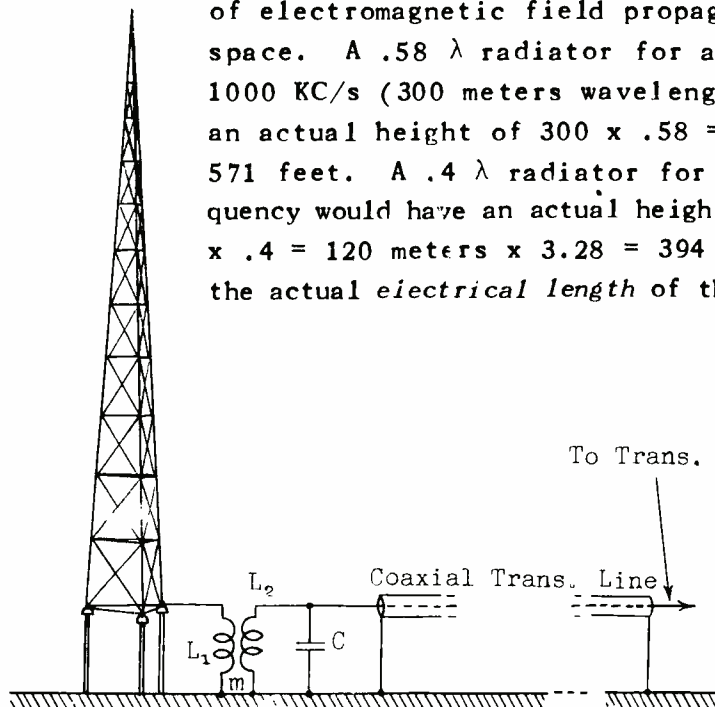 of electromagnetic field propag
space. A .58 λ radiator for a
1000 KC/s (300 meters waveleng
an actual height of 300 x .58 =
571 feet. A .4 λ radiator for
quency would have an actual heigh
x .4 = 120 meters x 3.28 = 394
the actual eiectrical length of th
To Trans.
L₂
Coaxial Trans. Line
L₁
C
m